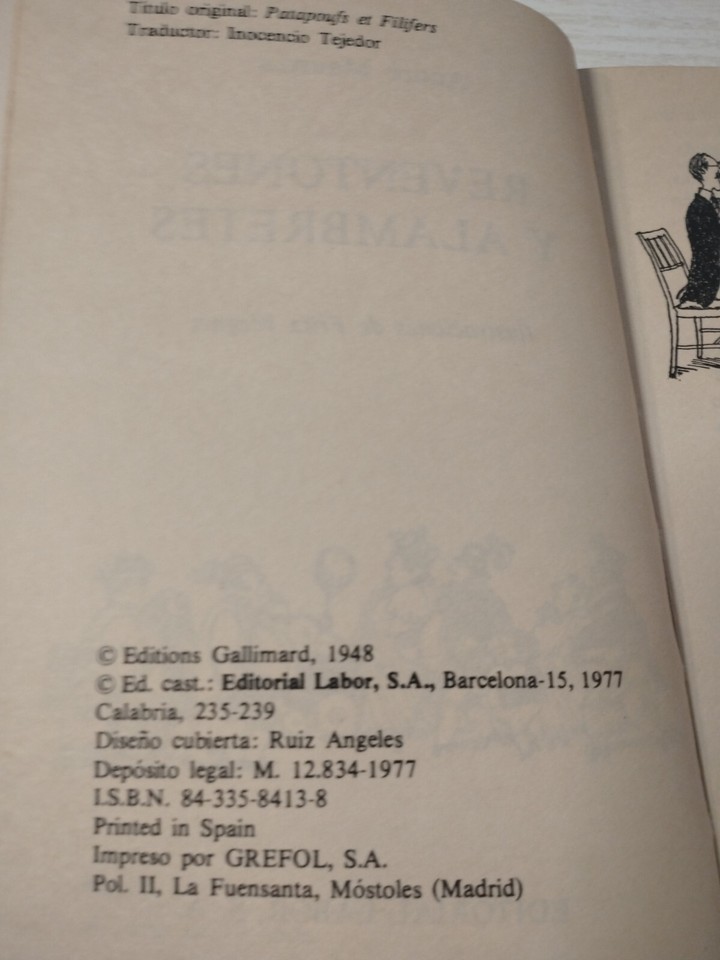 Título original: Patapoufs et Filifers
Traductor: Inocencio Tejedor
REVENTONES
Y ALAMBRETES
© Editions Gallimard, 1948
© Ed. cast.: Editorial Labor, S.A., Barcelona-15, 1977
Calabria, 235-239
Diseño cubierta: Ruiz Angeles
Depósito legal: M. 12.834-1977
I.S.B.N. 84-335-8413-8
Printed in Spain
Impreso por GREFOL, S.A.
Pol. II, La Fuensanta, Móstoles (Madrid)